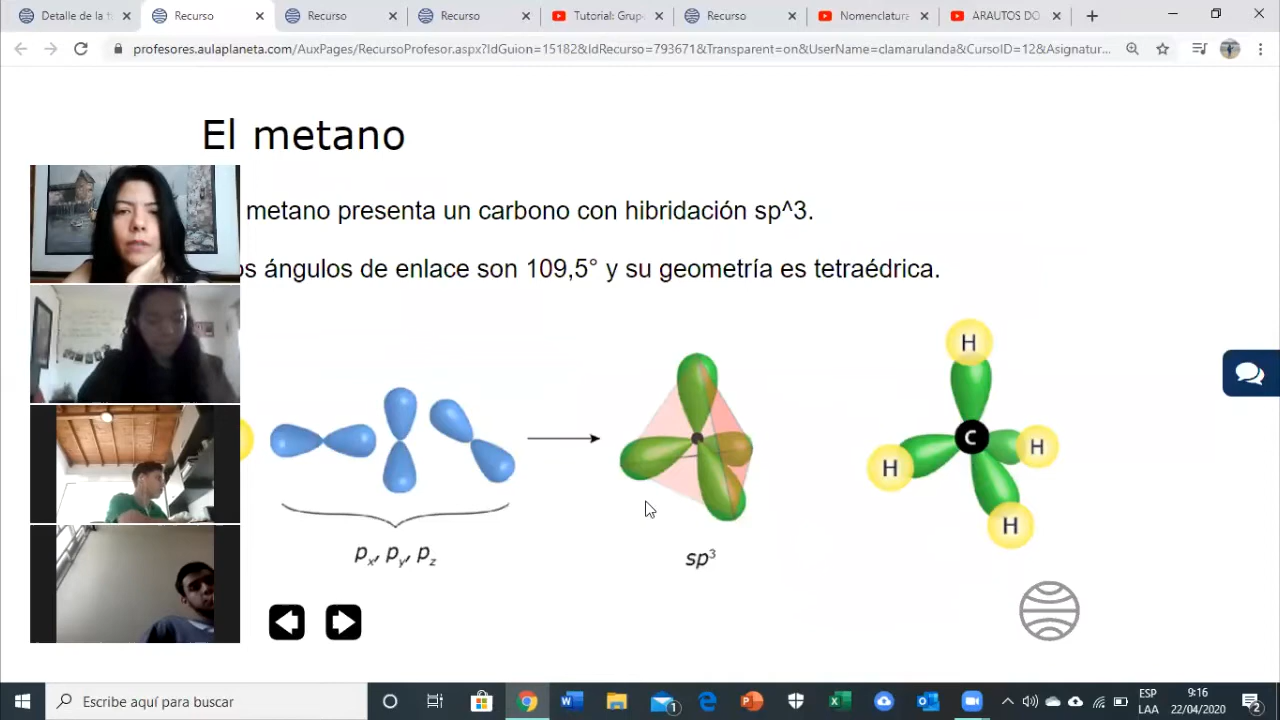 Detalle de la f
Recurso
Recurso
Recurso
Tutorial: Grup
Recurso
Nomenclatura
ARAUTOS DO
profesores.aulaplaneta.com/AuxPages/RecursoProfesor.aspx?IdGuion=15182&IdRecurso=793671&Transparent=on&UserName=clamarulanda&CursoID=12&Asignatur...
El metano
metano presenta un carbono con hibridación sp^3.
os ángulos de enlace son 109,5° y su geometría es tetraédrica.
H
C
H
H
H
px, py, pz
sp³
Escribe aquí para buscar
1
ESP
LAA
9:16
22/04/2020
2